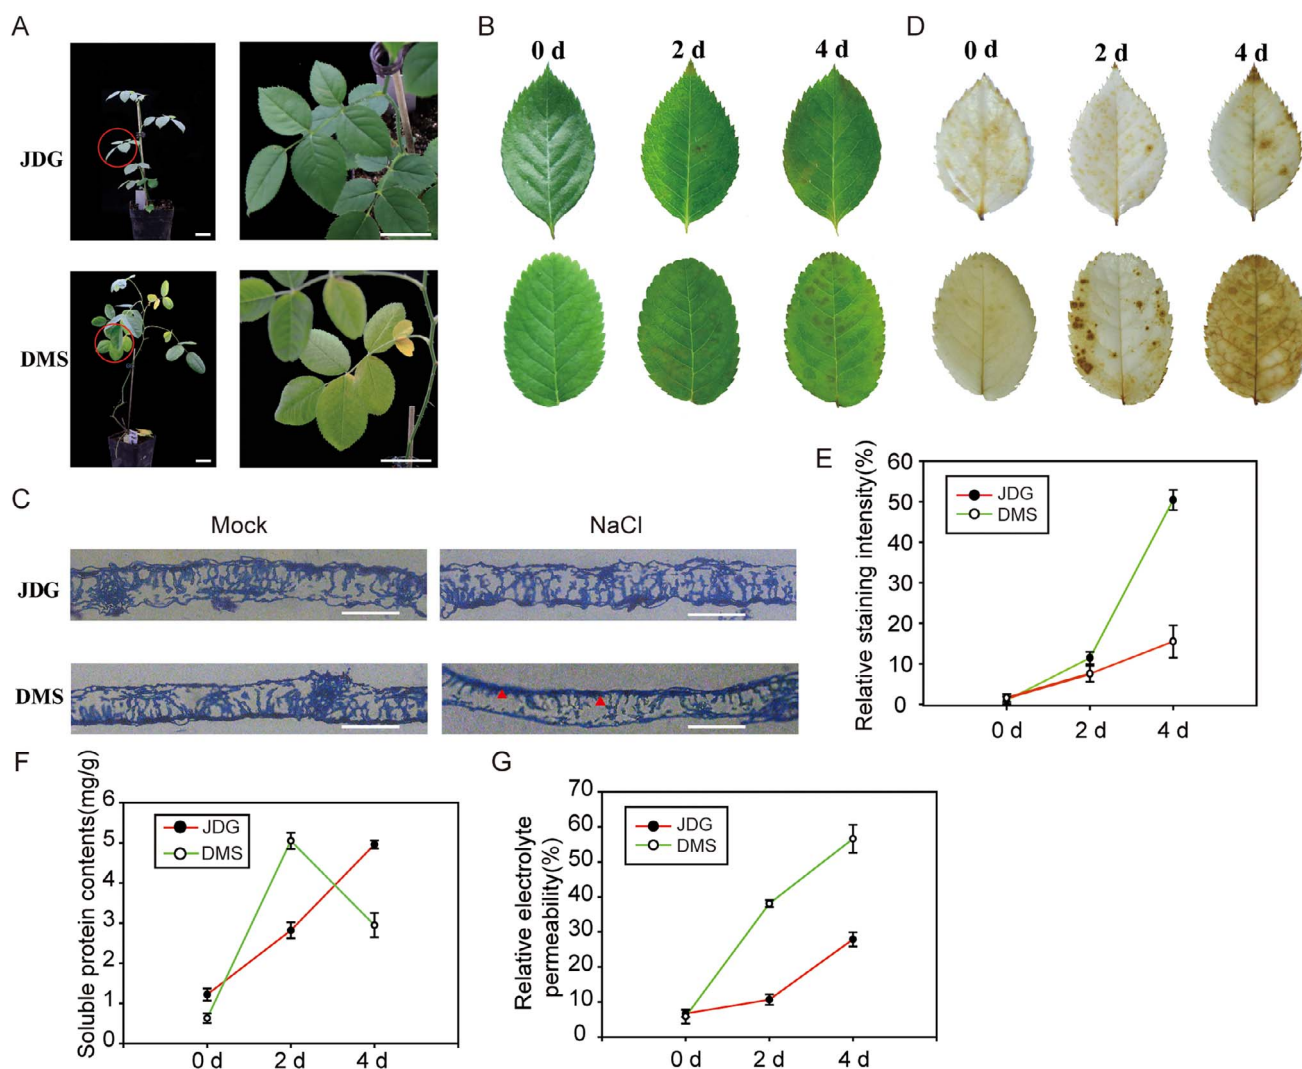 A
JDG
DMS
B
0 d 2 d 4 d
D
0 d 2 d 4 d
C
Mock NaCl
JDG
DMS
E
Relative staining intensity(%)
60
50
40
30
20
10
0
JDG
DMS
0 d 2 d 4 d
F
Soluble protein contents(mg/g)
6
5
4
3
2
1
0
JDG
DMS
0 d 2 d 4 d
G
Relative electrolyte
permeability(%)
70
60
50
40
30
20
10
0
JDG
DMS
0 d 2 d 4 d